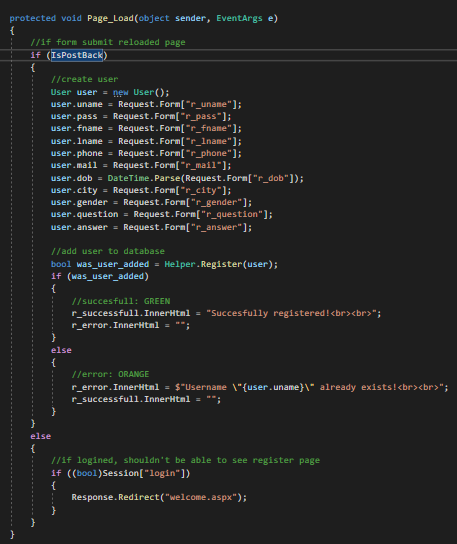 protected void Page_Load(object sender, EventArgs e)
{
//if form submit reloaded page
if (IsPostBack)
{
//create user
User user = new User();
user.uname = Request.Form["r_uname"];
user.pass = Request.Form["r_pass"];
user.fname = Request.Form["r_fname"];
user.lname = Request.Form["r_lname"];
user.phone = Request.Form["r_phone"];
user.mail = Request.Form["r_mail"];
user.dob = DateTime.Parse(Request.Form["r_dob"]);
user.city = Request.Form["r_city"];
user.gender = Request.Form["r_gender"];
user.question = Request.Form["r_question"];
user.answer = Request.Form["r_answer"];
//add user to database
bool was_user_added = Helper.Register(user);
if (was_user_added)
{
//succesfull: GREEN
r_successfull.InnerHtml = "Succesfully registered!<br><br>";
r_error.InnerHtml = "";
}
else
{
//error: ORANGE
r_error.InnerHtml = $"Username \"{user.uname}\" already exists!<br><br>";
r_successfull.InnerHtml = "";
}
}
else
{
//if logined, shouldn't be able to see register page
if ((bool)Session["login"])
{
Response.Redirect("welcome.aspx");
}
}
}